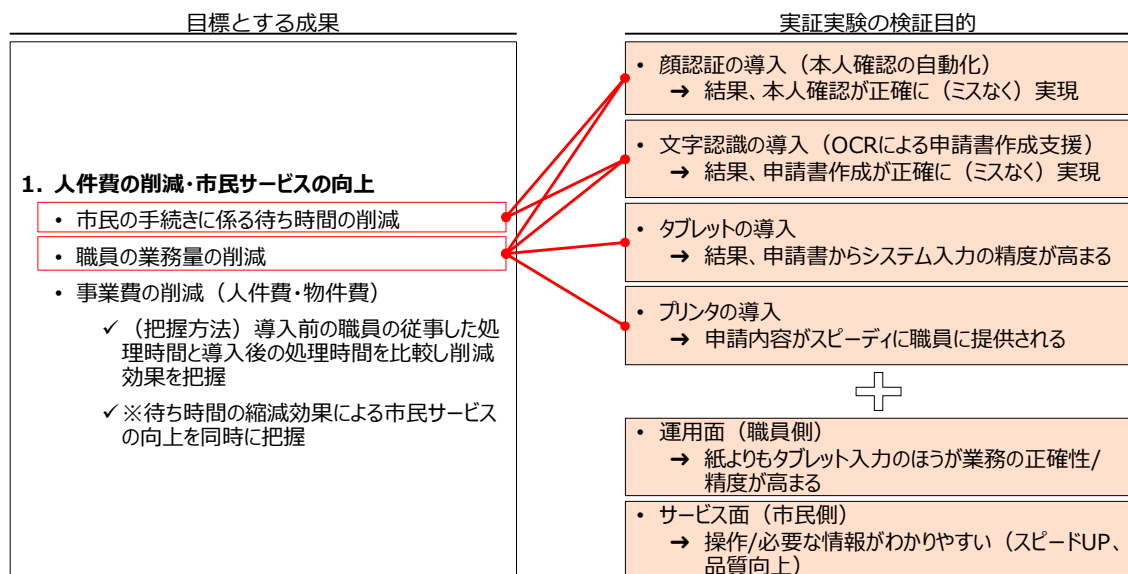 目標とする成果
1. 人件費の削減・市民サービスの向上
• 市民の手続きに係る待ち時間の削減
• 職員の業務量の削減
• 事業費の削減（人件費・物件費）
✓ （把握方法）導入前の職員の従事した処
理時間と導入後の処理時間を比較し削減
効果を把握
✓ ※待ち時間の縮減効果による市民サービス
の向上を同時に把握
実証実験の検証目的
• 顔認証の導入（本人確認の自動化）
➔ 結果、本人確認が正確に（ミスなく）実現
• 文字認識の導入（OCRによる申請書作成支援）
➔ 結果、申請書作成が正確に（ミスなく）実現
• タブレットの導入
➔ 結果、申請書からシステム入力の精度が高まる
• プリンタの導入
➔ 申請内容がスピーディに職員に提供される
• 運用面（職員側）
➔ 紙よりもタブレット入力のほうが業務の正確性/
精度が高まる
• サービス面（市民側）
➔ 操作/必要な情報がわかりやすい（スピードUP、
品質向上）